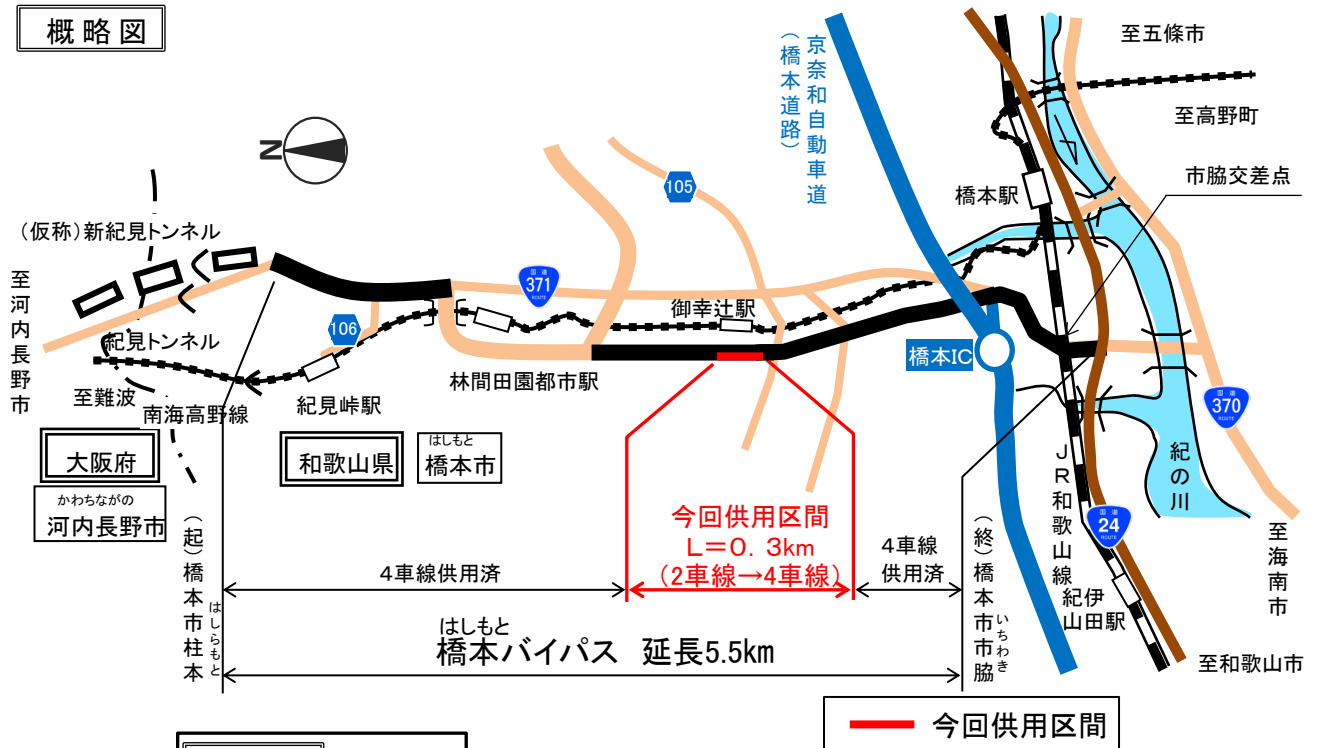 概略図
N
至五條市
至高野町
市脇交差点
京奈和自動車道
（橋本道路）
105
橋本駅
（仮称）新紀見トンネル
至河内長野市
国道
371
ROUTE
御幸辻駅
106
紀見トンネル
橋本IC
林間田園都市駅
至難波
南海高野線
紀見峠駅
国道
370
ROUTE
大阪府
和歌山県
はしもと
橋本市
かわちながの
河内長野市
JR和歌山線
紀の川
国道
24
ROUTE
至海南市
今回供用区間
L＝0．3km
（2車線→4車線）
4車線供用済
4車線
供用済
（起）橋本市柱本
はしらもと
（終）橋本市市脇
いちわき
紀伊
山田駅
至和歌山市
はしもと
橋本バイパス 延長5.5km
今回供用区間